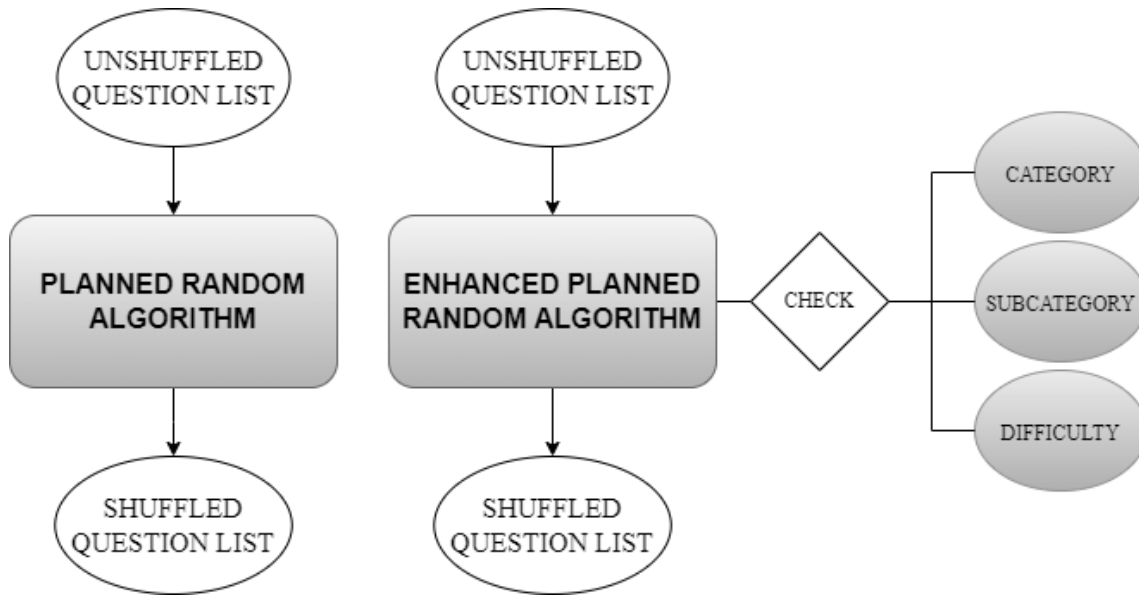 UNSHUFFLED
QUESTION LIST
PLANNED RANDOM
ALGORITHM
SHUFFLED
QUESTION LIST
UNSHUFFLED
QUESTION LIST
ENHANCED PLANNED
RANDOM ALGORITHM
SHUFFLED
QUESTION LIST
CHECK
CATEGORY
SUBCATEGORY
DIFFICULTY